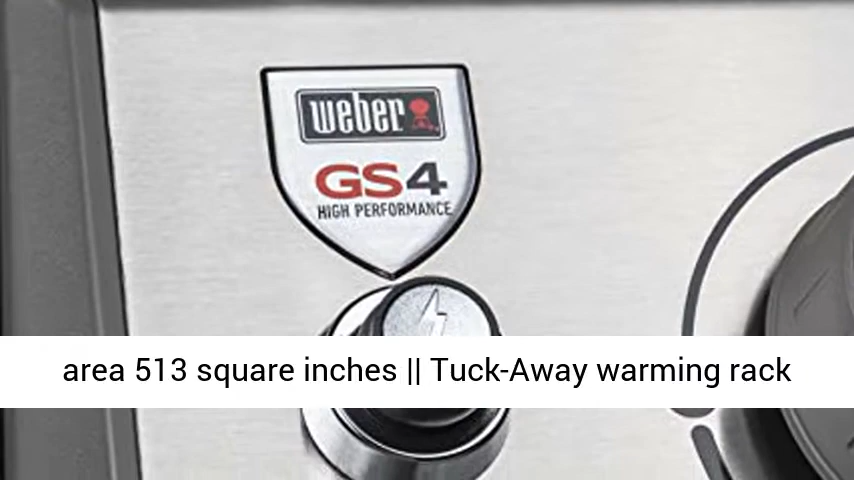 weber
GS4
HIGH PERFORMANCE
area 513 square inches || Tuck-Away warming rack